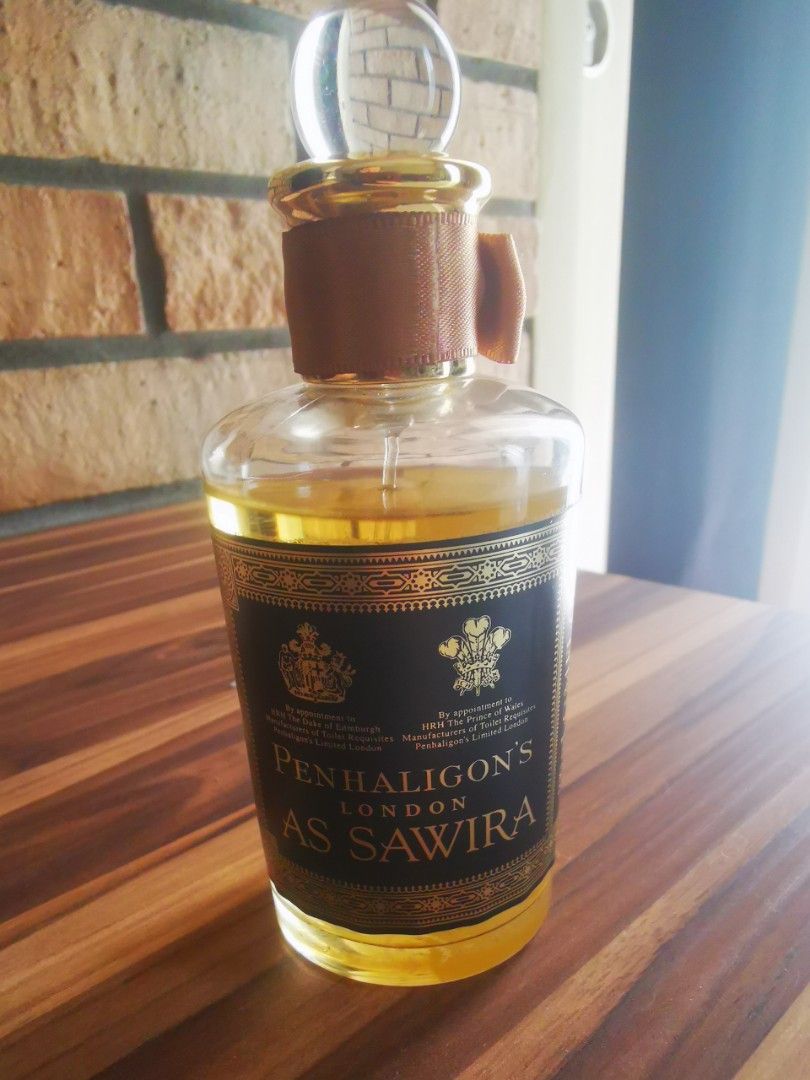 By appointment to
HRH The Duke of Edinburgh
Manufacturers of Toilet Requisites
Penhaligon's Limited London
By appointment to
HRH The Prince of Wales
Manufacturers of Toilet Requisites
Penhaligon's Limited London
PENHALIGON'S
LONDON
AS SAWIRA